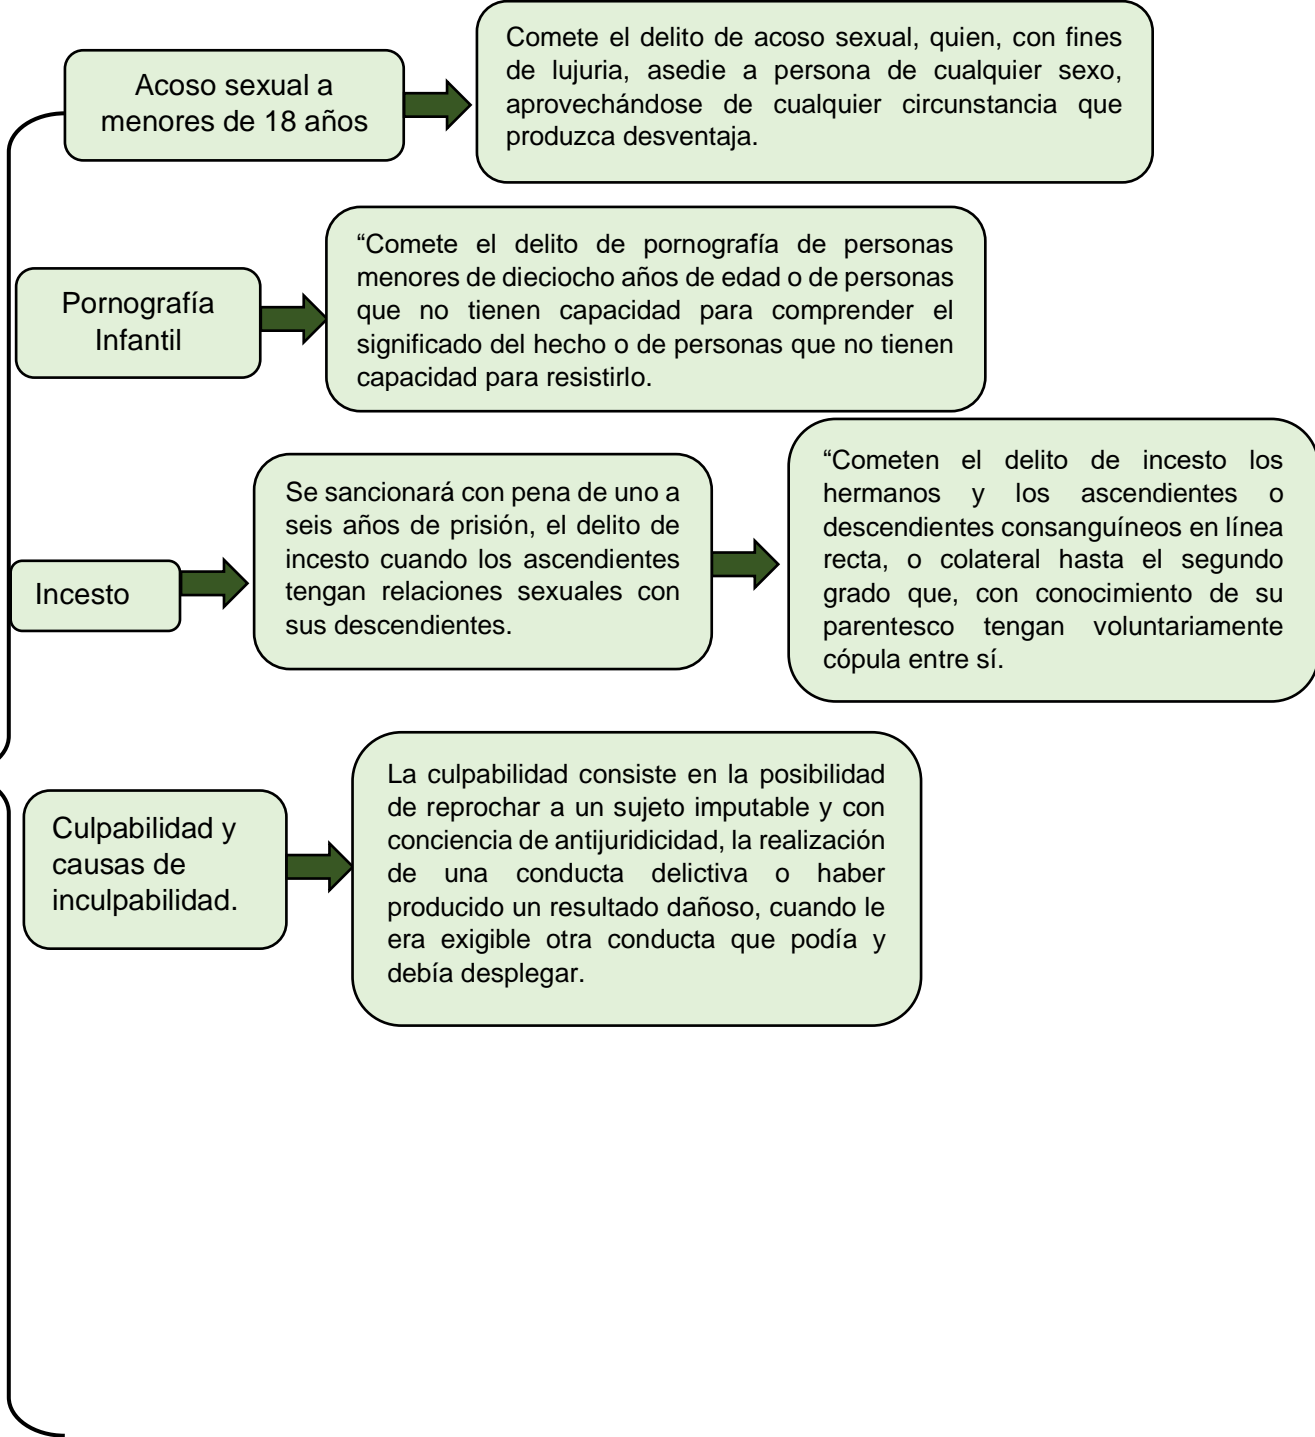 Acoso sexual a
menores de 18 años
Comete el delito de acoso sexual, quien, con fines
de lujuria, asedie a persona de cualquier sexo,
aprovechándose de cualquier circunstancia que
produzca desventaja.
Pornografía
Infantil
“Comete el delito de pornografía de personas
menores de dieciocho años de edad o de personas
que no tienen capacidad para comprender el
significado del hecho o de personas que no tienen
capacidad para resistirlo.
Incesto
Se sancionará con pena de uno a
seis años de prisión, el delito de
incesto cuando los ascendientes
tengan relaciones sexuales con
sus descendientes.
“Cometen el delito de incesto los
hermanos y los ascendientes o
descendientes consanguíneos en línea
recta, o colateral hasta el segundo
grado que, con conocimiento de su
parentesco tengan voluntariamente
cópula entre sí.
Culpabilidad y
causas de
inculpabilidad.
La culpabilidad consiste en la posibilidad
de reprochar a un sujeto imputable y con
conciencia de antijuridicidad, la realización
de una conducta delictiva o haber
producido un resultado dañoso, cuando le
era exigible otra conducta que podía y
debía desplegar.